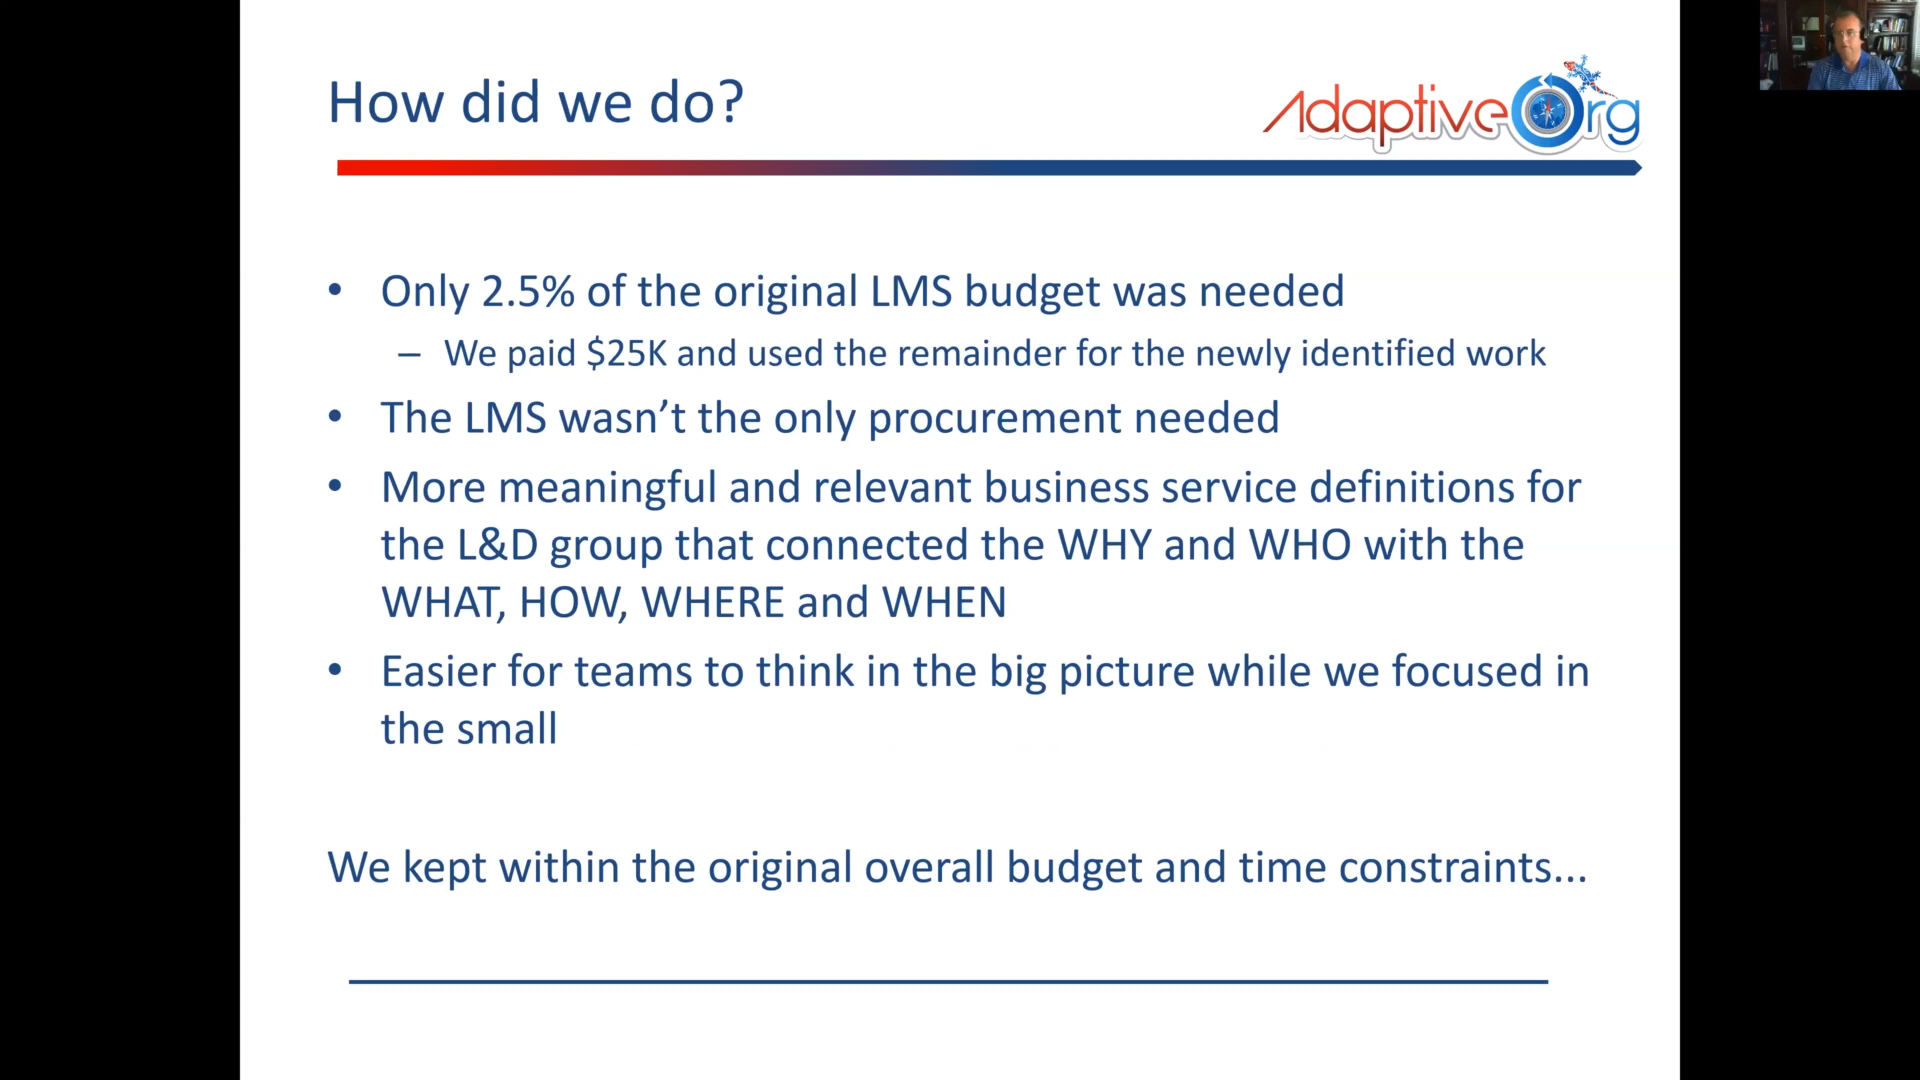 How did we do?
AdaptiveOrg
• Only 2.5% of the original LMS budget was needed
– We paid $25K and used the remainder for the newly identified work
• The LMS wasn’t the only procurement needed
• More meaningful and relevant business service definitions for
the L&D group that connected the WHY and WHO with the
WHAT, HOW, WHERE and WHEN
• Easier for teams to think in the big picture while we focused in
the small
We kept within the original overall budget and time constraints...